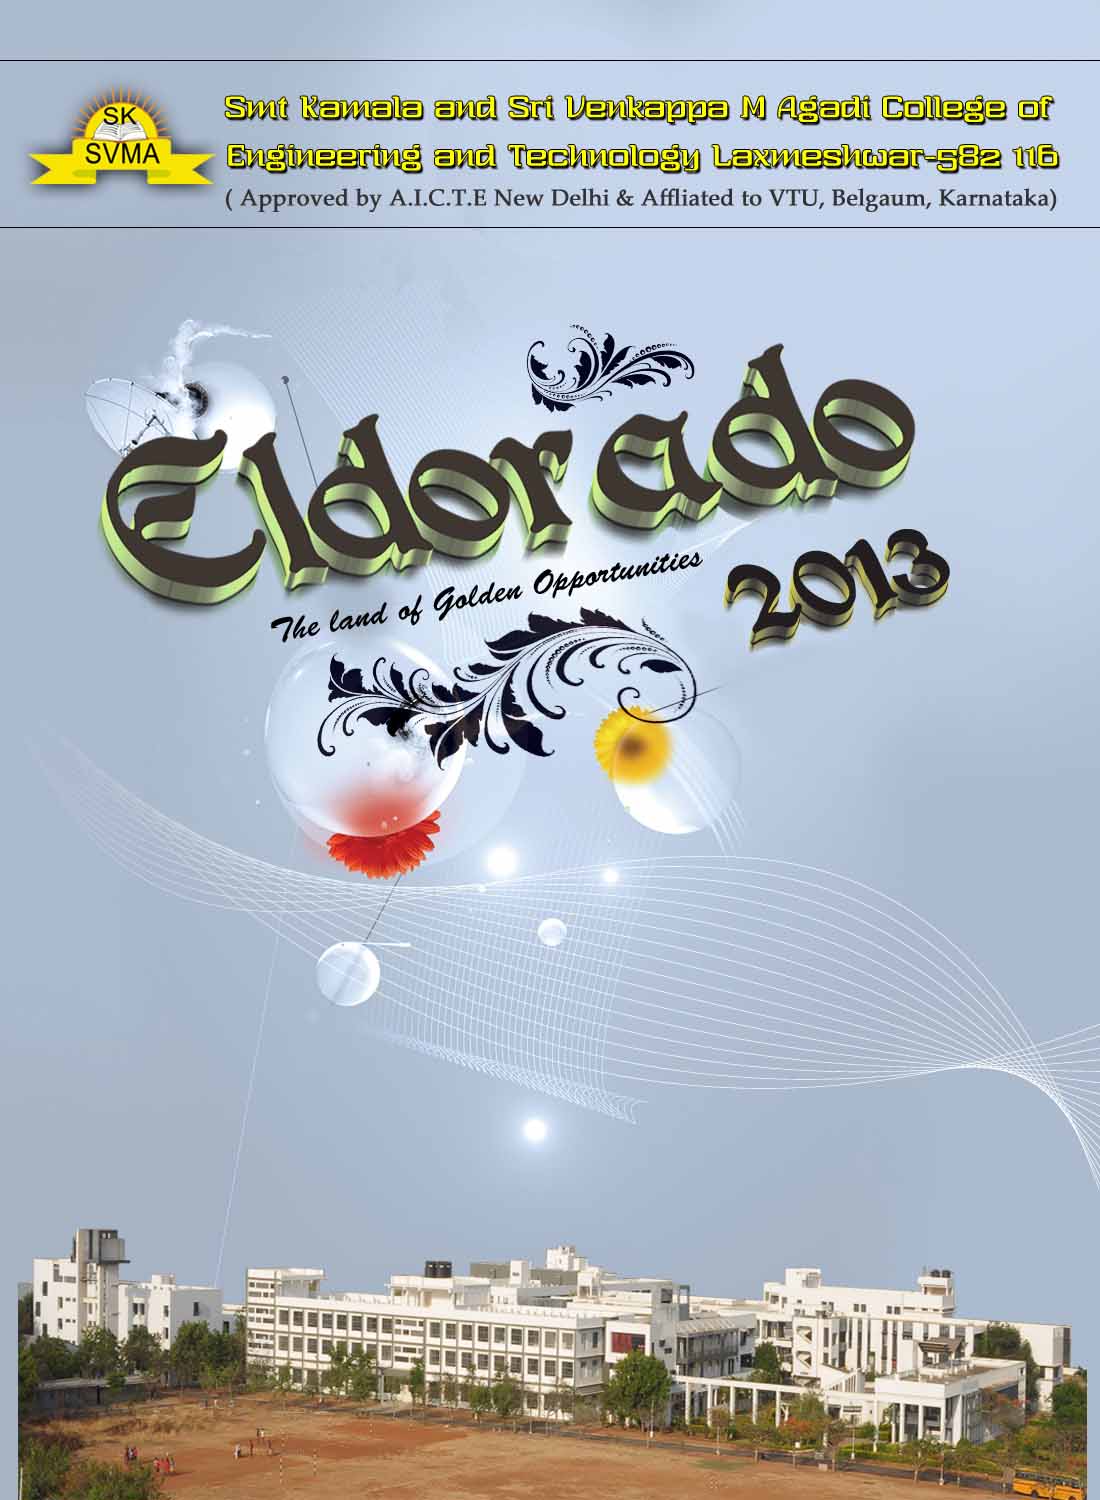 SK
SVMA
Smt Kamala and Sri Venkappa M Agadi College of
Engineering and Technology Laxmeshwar-582 116
( Approved by A.I.C.T.E New Delhi & Affliated to VTU, Belgaum, Karnataka)
Eldorado
The land of Golden Opportunities
2013